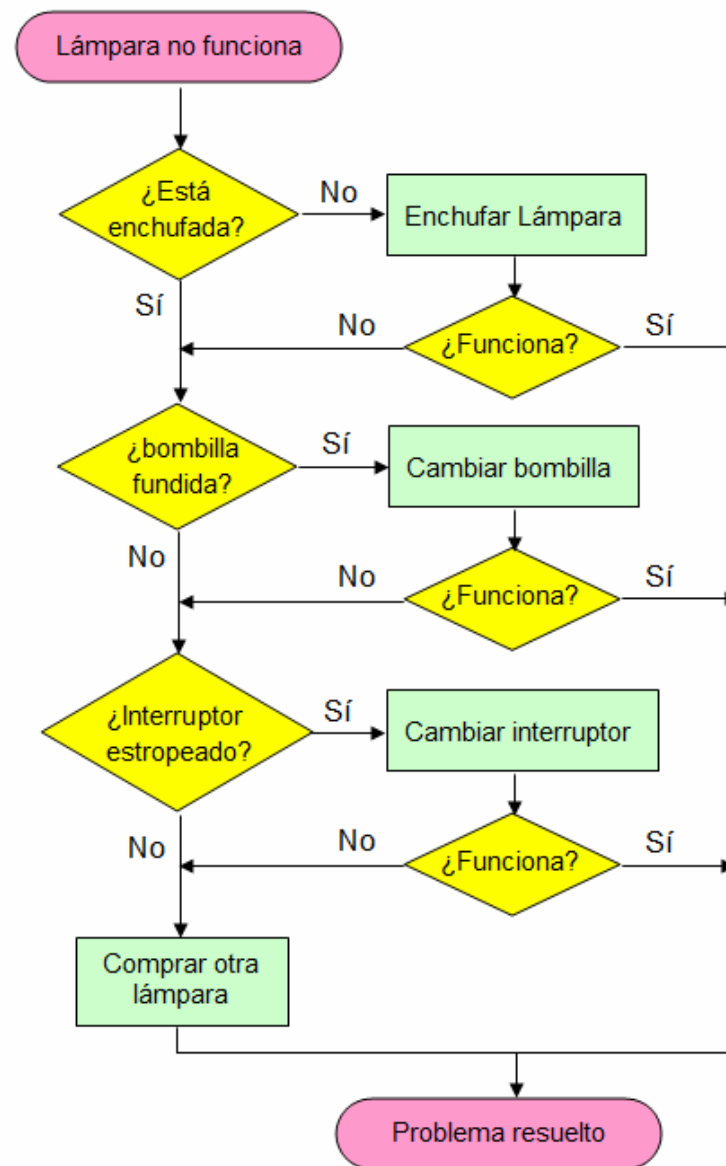 Lámpara no funciona
¿Está
enchufada?
No
Enchufar Lámpara
Sí
No
¿Funciona?
Sí
¿bombilla
fundida?
Sí
Cambiar bombilla
No
No
¿Funciona?
Sí
¿Interruptor
estropeado?
Sí
Cambiar interruptor
No
No
¿Funciona?
Sí
Comprar otra
lámpara
Problema resuelto